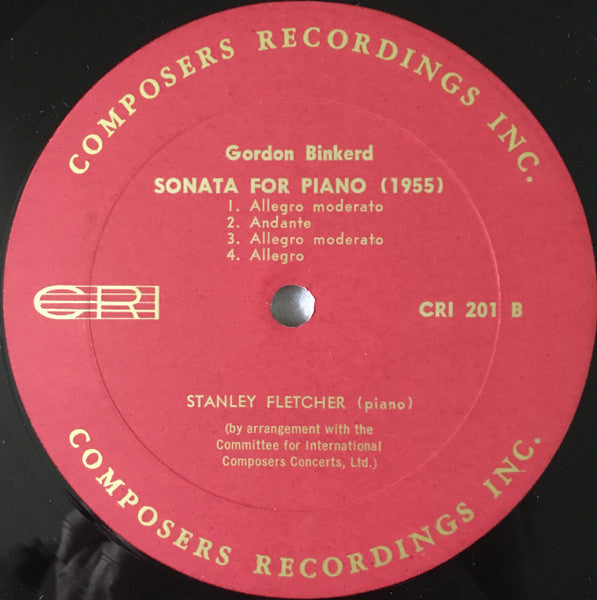 COMPOSERS RECORDINGS INC.
Gordon Binkerd
SONATA FOR PIANO (1955)
1. Allegro moderato
2. Andante
3. Allegro moderato
4. Allegro
CRI
CRI 201 B
STANLEY FLETCHER (piano)
(by arrangement with the
Committee for International
Composers Concerts, Ltd.)
COMPOSERS RECORDINGS INC.